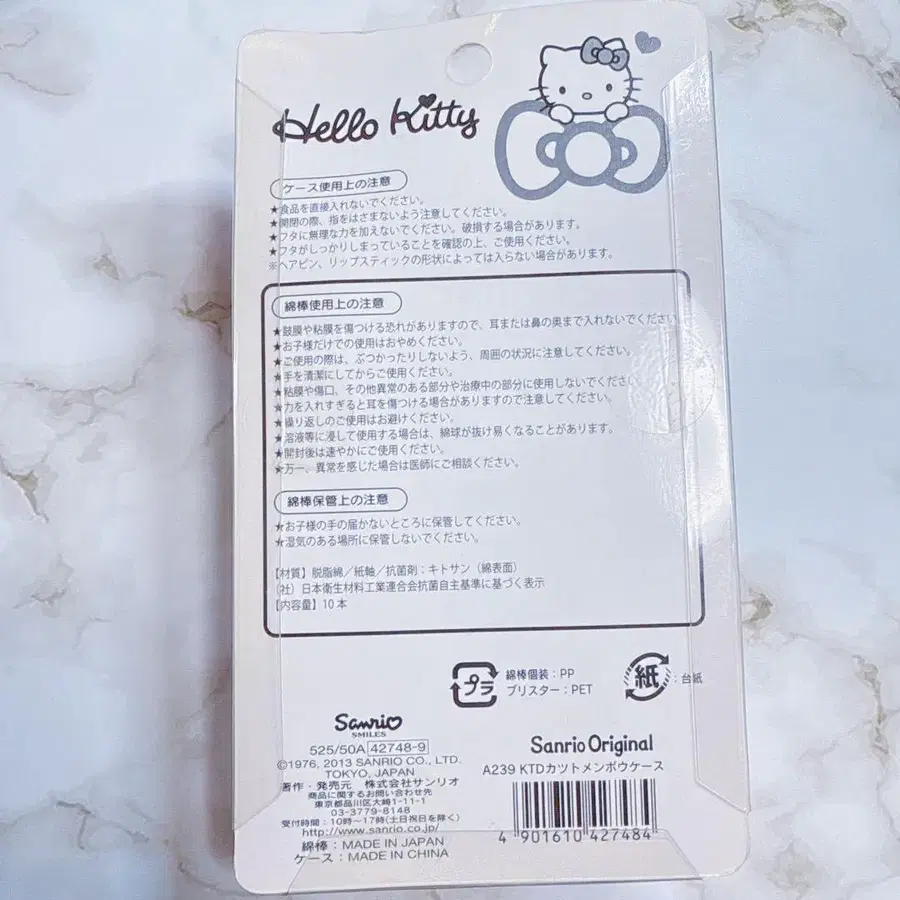 Hello Kitty
ケース使用上の注意
★食品を直接入れないでください。
★開閉の際、指をはさまないよう注意してください。
★フタに無理な力を加えないでください。破損する場合があります。
★フタがしっかりしまっていることを確認の上、ご使用ください。
※ヘアピン、リップスティックの形状によっては入らない場合があります。
綿棒使用上の注意
★鼓膜や粘膜を傷つける恐れがありますので、耳または鼻の奥まで入れないでください
★お子様だけでの使用はおやめください。
★ご使用の際は、ぶつかったりしないよう、周囲の状況に注意してください。
★手を清潔にしてからご使用ください。
★粘膜や傷口、その他異常のある部分や治療中の部分に使用しないでくださ
★力を入れすぎると耳を傷つける場合がありますので注意してください。
★繰り返しのご使用はお避けください。
★溶液等に浸して使用する場合は、綿球が抜け易くなることがあります。
★開封後は速やかにご使用ください。
★万一、異常を感じた場合は医師にご相談ください。
綿棒保管上の注意
★お子様の手の届かないところに保管してください。
★湿気のある場所に保管しないでください。
【材質】脱脂綿／紙軸／抗菌剤：キトサン（綿表面）
（社）日本衛生材料工業連合会抗菌自主基準に基づく表示
【内容量】10本
プラ 綿棒個装：PP
ブリスター：PET
紙：台紙
Sanrio
SMILES
525/50A 42748-9
©1976, 2013 SANRIO CO., LTD.
TOKYO, JAPAN
著作・発売元 株式会社サンリオ
商品に関するお問い合わせ先
東京都品川区大崎1-11-1
03-3779-8148
受付時間：10時〜17時(土日祝日を除く)
http://www.sanrio.co.jp/
綿棒：MADE IN JAPAN
ケース：MADE IN CHINA
Sanrio Original
A239 KTDカツトメンボウケース
4 901610 427484